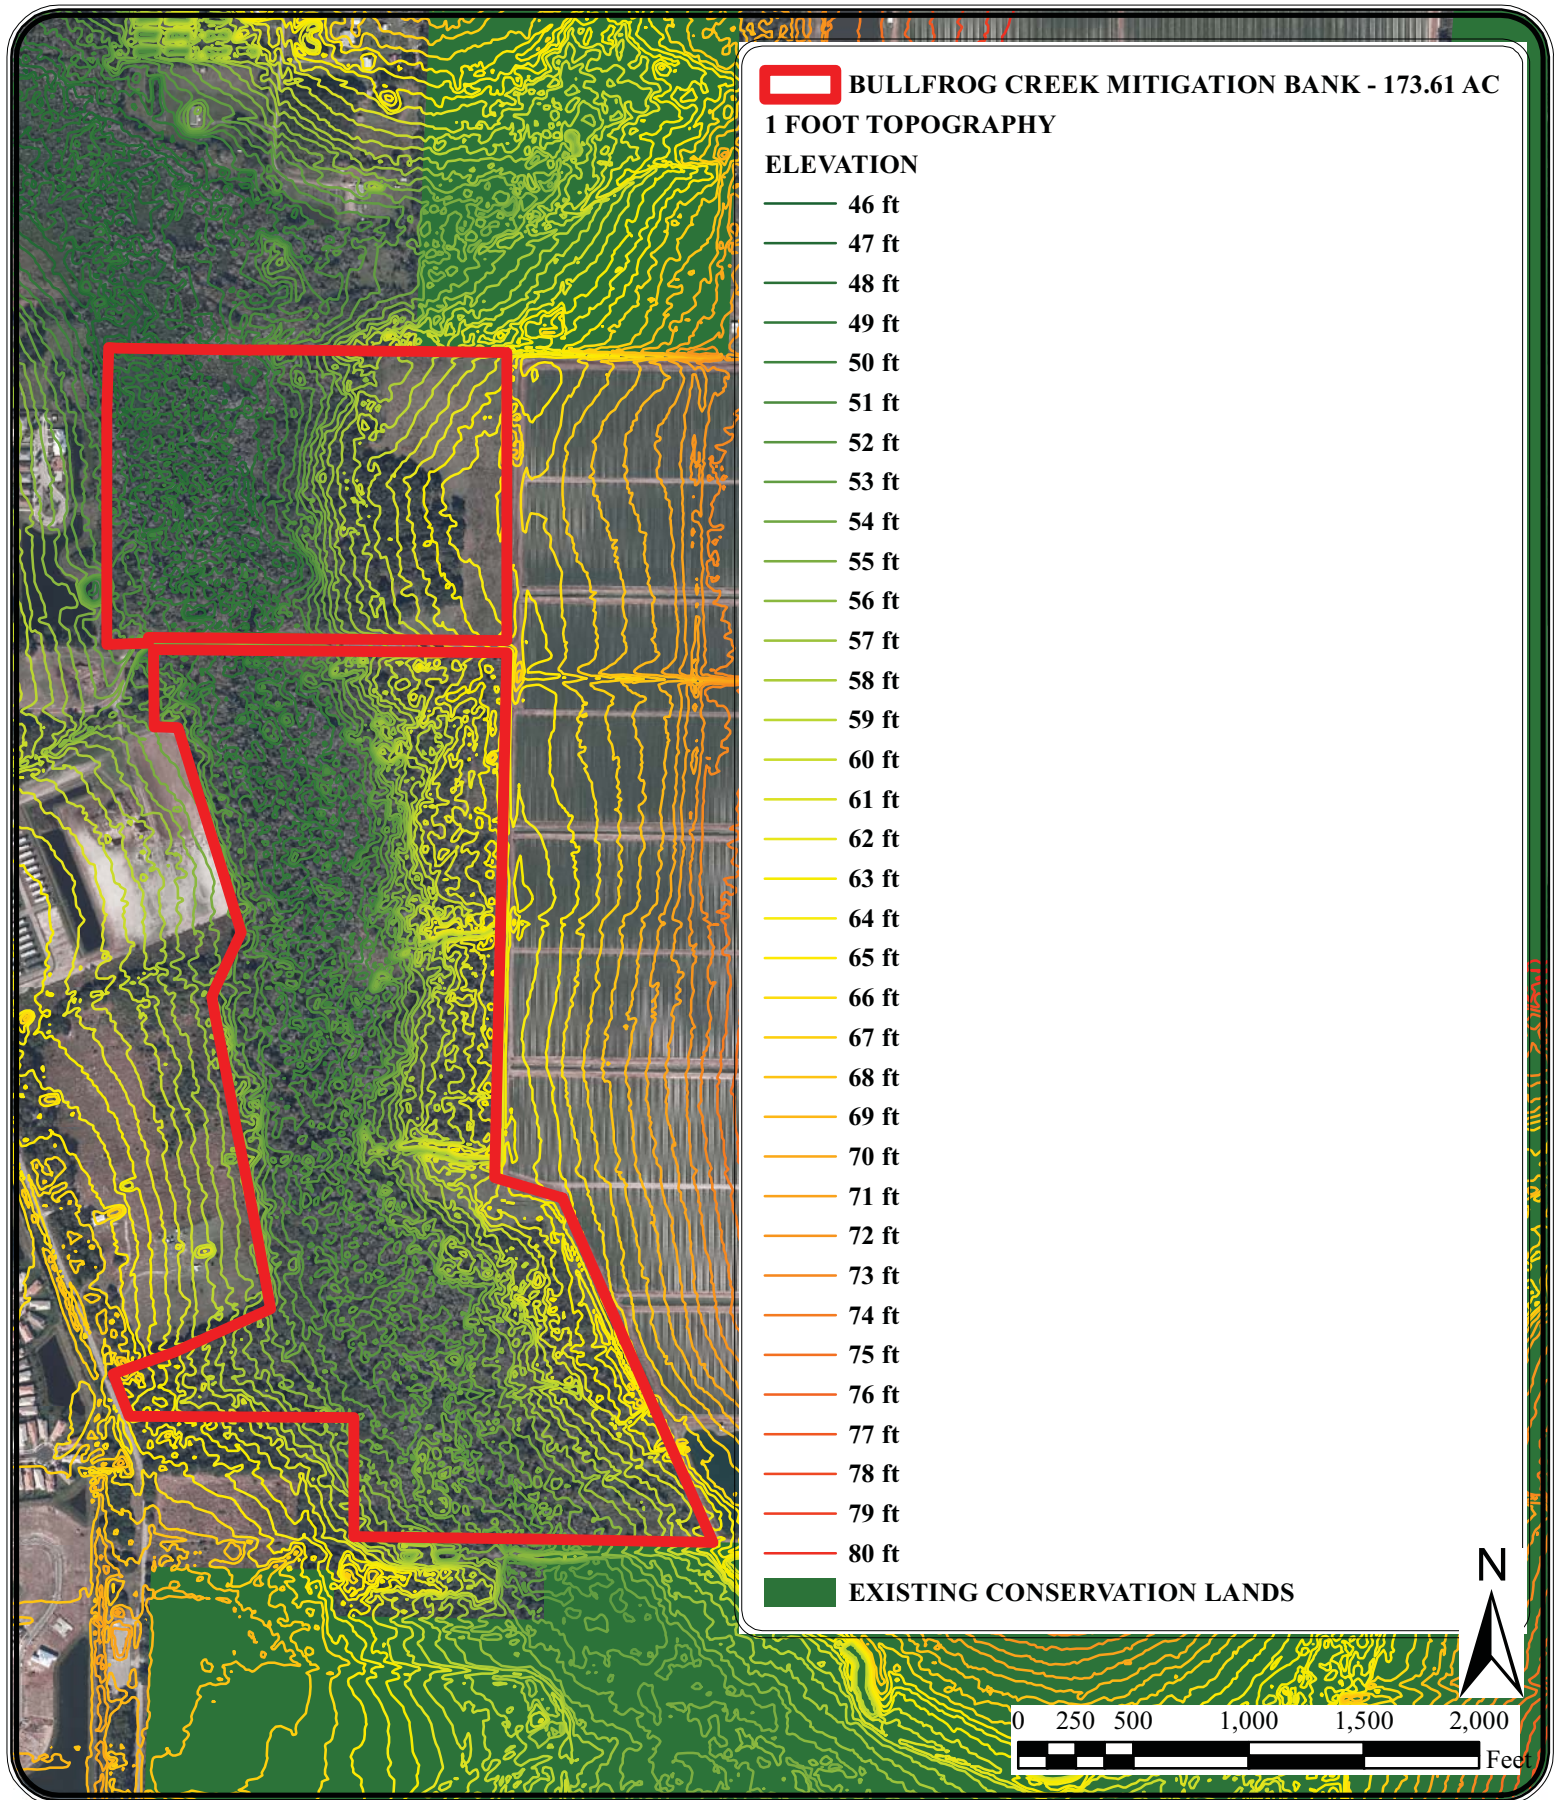 BULLFROG CREEK MITIGATION BANK - 173.61 AC
1 FOOT TOPOGRAPHY
ELEVATION
46 ft
47 ft
48 ft
49 ft
50 ft
51 ft
52 ft
53 ft
54 ft
55 ft
56 ft
57 ft
58 ft
59 ft
60 ft
61 ft
62 ft
63 ft
64 ft
65 ft
66 ft
67 ft
68 ft
69 ft
70 ft
71 ft
72 ft
73 ft
74 ft
75 ft
76 ft
77 ft
78 ft
79 ft
80 ft
EXISTING CONSERVATION LANDS
N
0 250 500 1,000 1,500 2,000
Feet